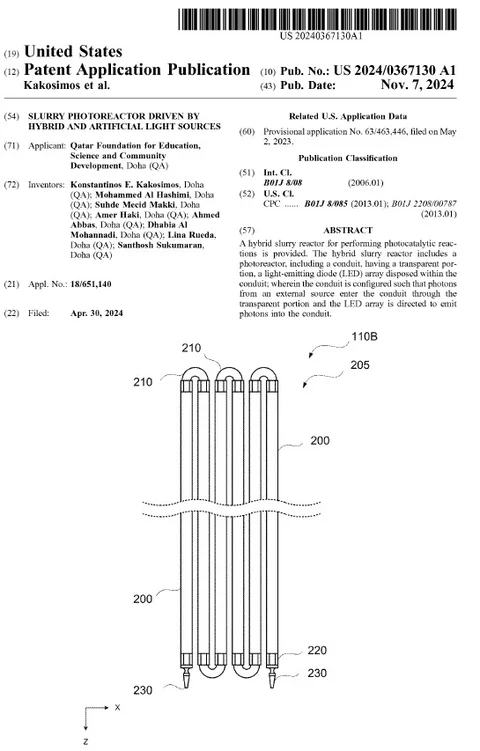 US 20240367130A1
(19) United States
(12) Patent Application Publication (10) Pub. No.: US 2024/0367130 A1
Kakosimos et al. (43) Pub. Date: Nov. 7, 2024
(54) SLURRY PHOTOREACTOR DRIVEN BY
HYBRID AND ARTIFICIAL LIGHT SOURCES
(71) Applicant: Qatar Foundation for Education,
Science and Community
Development, Doha (QA)
(72) Inventors: Konstantinos E. Kakosimos, Doha
(QA); Mohammed Al Hashimi, Doha
(QA); Suhde Mecid Makki, Doha
(QA); Amer Haki, Doha (QA); Ahmed
Abbas, Doha (QA); Dhabia Al
Mohannadi, Doha (QA); Lina Rueda,
Doha (QA); Santhosh Sukumaran,
Doha (QA)
(21) Appl. No.: 18/651,140
(22) Filed: Apr. 30, 2024
Related U.S. Application Data
(60) Provisional application No. 63/463,446, filed on May
2, 2023.
Publication Classification
(51) Int. Cl.
B01J 8/08 (2006.01)
(52) U.S. Cl.
CPC ...... B01J 8/085 (2013.01); B01J 2208/00787
(2013.01)
(57) ABSTRACT
A hybrid slurry reactor for performing photocatalytic reac-
tions is provided. The hybrid slurry reactor includes a
photoreactor, including a conduit, having a transparent por-
tion, a light-emitting diode (LED) array disposed within the
conduit; wherein the conduit is configured such that photons
from an external source enter the conduit through the
transparent portion and the LED array is directed to emit
photons into the conduit.
110B
210
205
210
200
200
220
230
230
X
Z